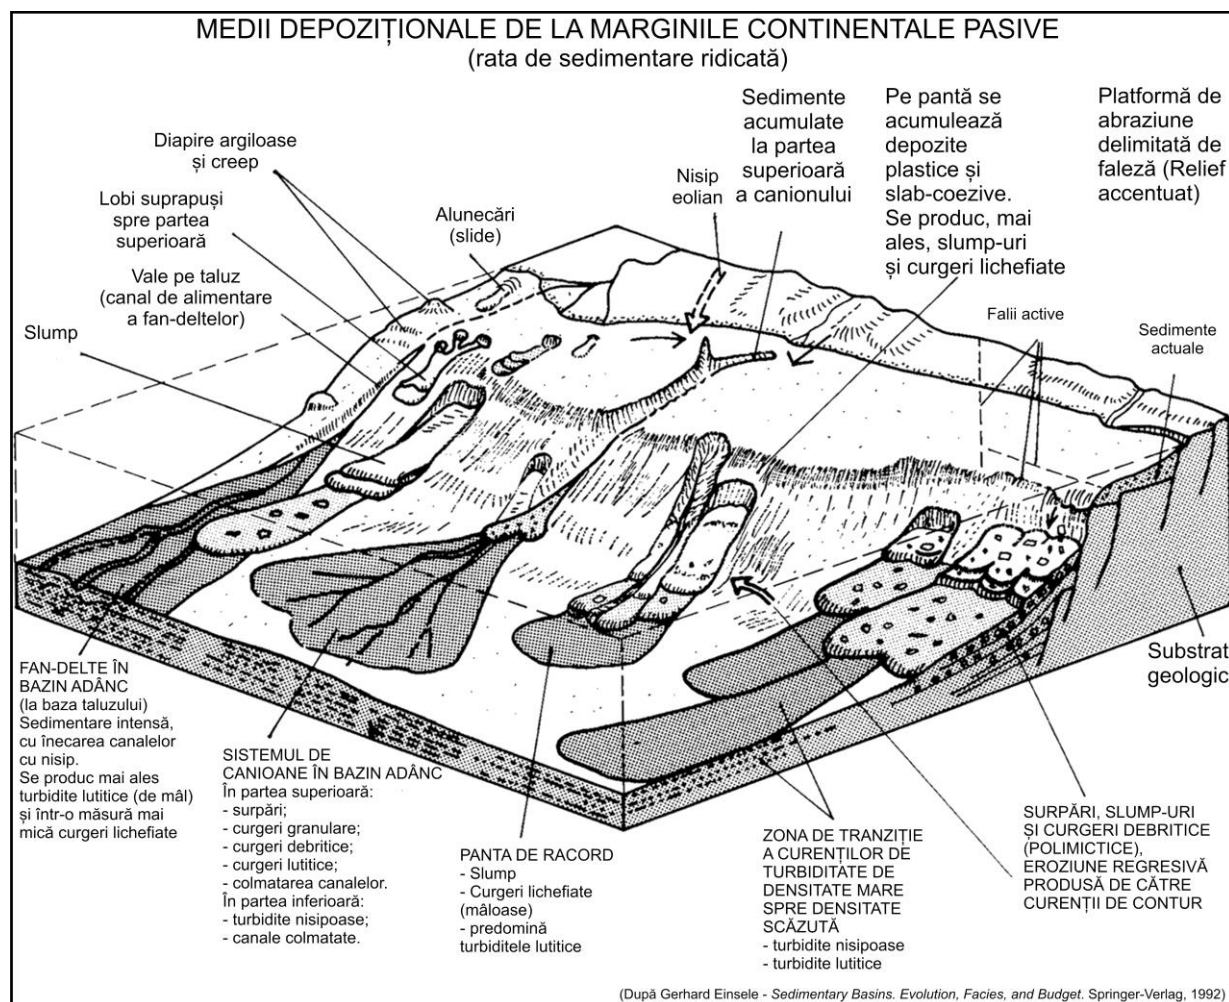 MEDII DEPOZIȚIONALE DE LA MARGINILE CONTINENTALE PASIVE
(rata de sedimentare ridicată)
Diapire argiloase
și creep
Lobi suprapuși
spre partea
superioară
Vale pe taluz
(canal de alimentare
a fan-deltelor)
Slump
Alunecări
(slide)
Nisip
eolian
Sedimente
acumulate
la partea
superioară
a canionului
Pe pantă se
acumulează
depozite
plastice și
slab-coezive.
Se produc, mai
ales, slump-uri
și curgeri lichefiate
Platformă de
abraziune
delimitată de
faleză (Relief
accentuat)
Falii active
Sedimente
actuale
Substrat
geologic
FAN-DELTE ÎN
BAZIN ADÂNC
(la baza taluzului)
Sedimentare intensă,
cu înecarea canalelor
cu nisip.
Se produc mai ales
turbidite lutitice (de mâl)
și într-o măsură mai
mică curgeri lichefiate
SISTEMUL DE
CANIOANE ÎN BAZIN ADÂNC
În partea superioară:
- surpări;
- curgeri granulare;
- curgeri debritice;
- curgeri lutitice;
- colmatarea canalelor.
În partea inferioară:
- turbidite nisipoase;
- canale colmatate.
PANTA DE RACORD
- Slump
- Curgeri lichefiate
(mâloase)
- predomină
turbiditele lutitice
ZONA DE TRANZIȚIE
A CURENȚILOR DE
TURBIDITATE DE
DENSITATE MARE
SPRE DENSITATE
SCĂZUTĂ
- turbidite nisipoase
- turbidite lutitice
SURPĂRI, SLUMP-URI
ȘI CURGERI DEBRITICE
(POLIMICTICE),
EROZIUNE REGRESIVĂ
PRODUSĂ DE CĂTRE
CURENȚII DE CONTUR
(După Gerhard Einsele - Sedimentary Basins. Evolution, Facies, and Budget. Springer-Verlag, 1992)